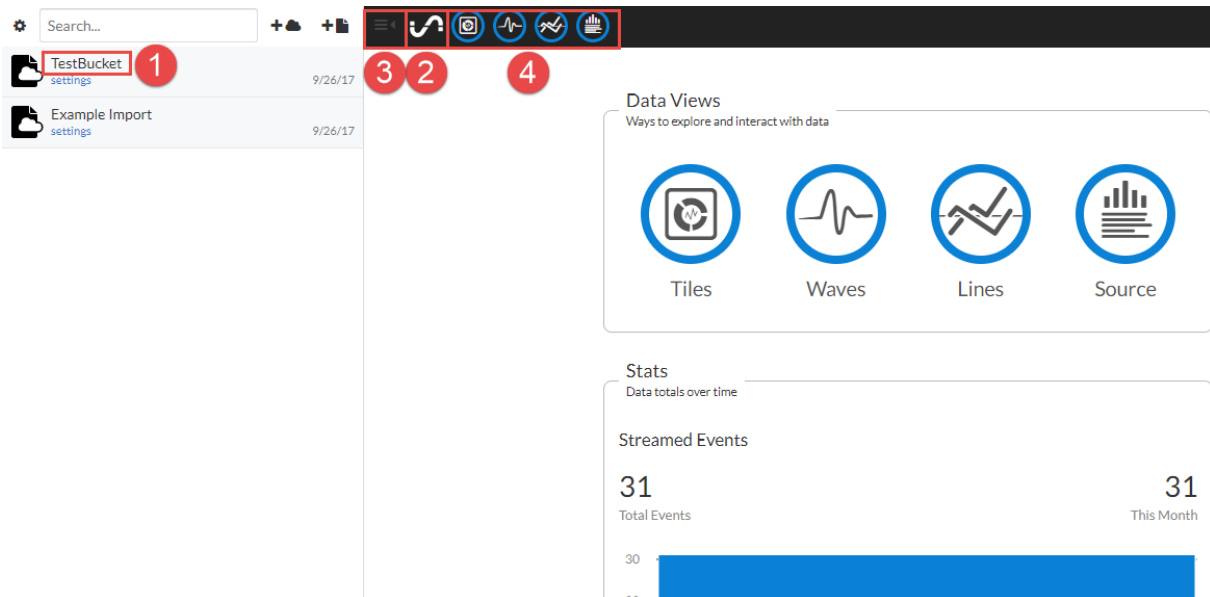 Search...
TestBucket
1
settings
9/26/17
Example Import
settings
9/26/17
3
2
4
Data Views
Ways to explore and interact with data
Tiles
Waves
Lines
Source
Stats
Data totals over time
Streamed Events
31
31
Total Events
This Month
30